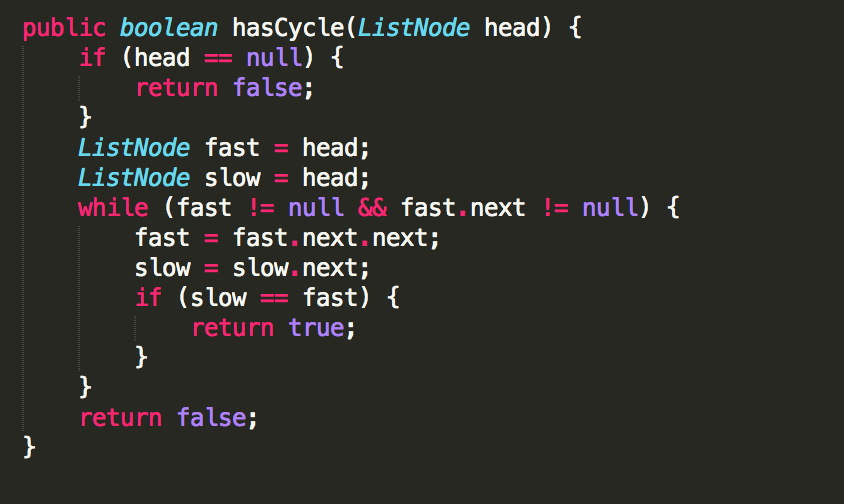 public boolean hasCycle(ListNode head) {
    if (head == null) {
        return false;
    }
    ListNode fast = head;
    ListNode slow = head;
    while (fast != null && fast.next != null) {
        fast = fast.next.next;
        slow = slow.next;
        if (slow == fast) {
            return true;
        }
    }
    return false;
}